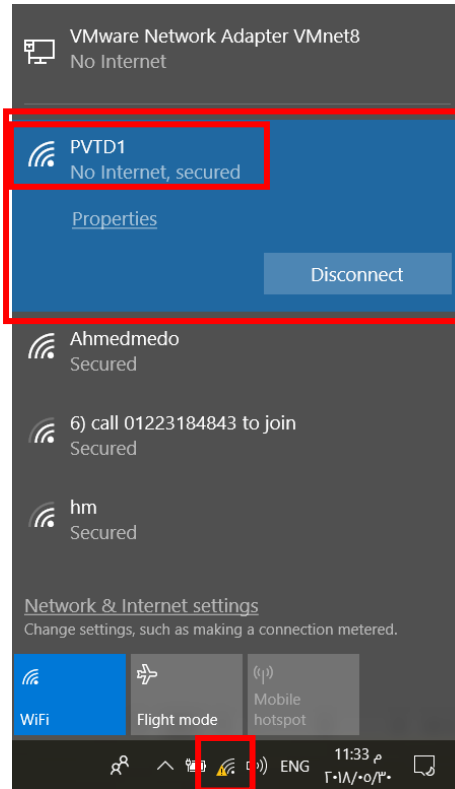 VMware Network Adapter VMnet8
No Internet
PVTD1
No Internet, secured
Properties
Disconnect
Ahmedmedo
Secured
6) call 01223184843 to join
Secured
hm
Secured
Network & Internet settings
Change settings, such as making a connection metered.
WiFi
Flight mode
Mobile
hotspot
ENG
11:33 م
٢٠١٨/٠٥/٣٠